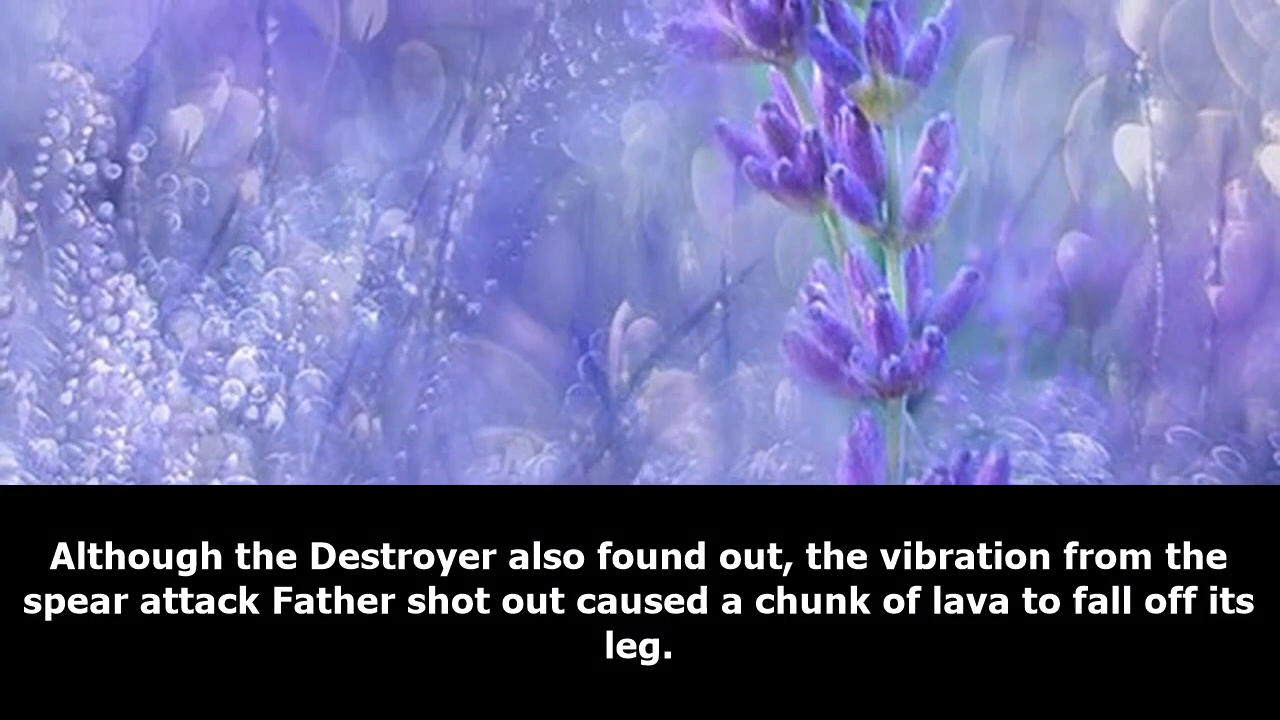 Although the Destroyer also found out, the vibration from the
spear attack Father shot out caused a chunk of lava to fall off its
leg.